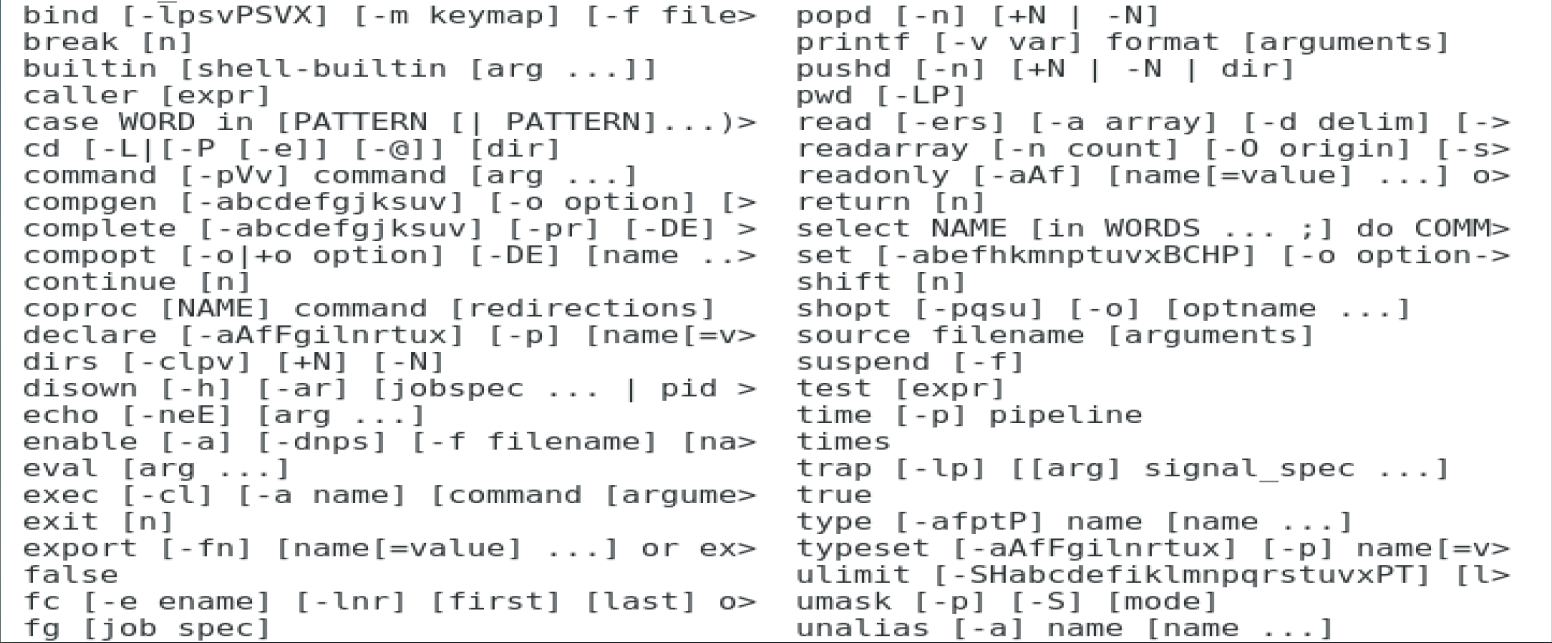 bind [-lpsvPSVX] [-m keymap] [-f file>
break [n]
builtin [shell-builtin [arg ...]]
caller [expr]
case WORD in [PATTERN [| PATTERN]...)>
cd [-L|[-P [-e]] [-@]] [dir]
command [-pVv] command [arg ...]
compgen [-abcdefgjksuv] [-o option] [>
complete [-abcdefgjksuv] [-pr] [-DE] >
compopt [-o|+o option] [-DE] [name ..>
continue [n]
coproc [NAME] command [redirections]
declare [-aAfFgilnrtux] [-p] [name[=v>
dirs [-clpv] [+N] [-N]
disown [-h] [-ar] [jobspec ... | pid >
echo [-neE] [arg ...]
enable [-a] [-dnps] [-f filename] [na>
eval [arg ...]
exec [-cl] [-a name] [command [argume>
exit [n]
export [-fn] [name[=value] ...] or ex>
false
fc [-e ename] [-lnr] [first] [last] o>
fg [job spec]
popd [-n] [+N | -N]
printf [-v var] format [arguments]
pushd [-n] [+N | -N | dir]
pwd [-LP]
read [-ers] [-a array] [-d delim] [->
readarray [-n count] [-O origin] [-s>
readonly [-aAf] [name[=value] ...] o>
return [n]
select NAME [in WORDS ... ;] do COMM>
set [-abefhkmnptuvxBCHP] [-o option->
shift [n]
shopt [-pqsu] [-o] [optname ...]
source filename [arguments]
suspend [-f]
test [expr]
time [-p] pipeline
times
trap [-lp] [[arg] signal_spec ...]
true
type [-afptP] name [name ...]
typeset [-aAfFgilnrtux] [-p] name[=v>
ulimit [-SHabcdefiklmnpqrstuvxPT] [l>
umask [-p] [-S] [mode]
unalias [-a] name [name ...]